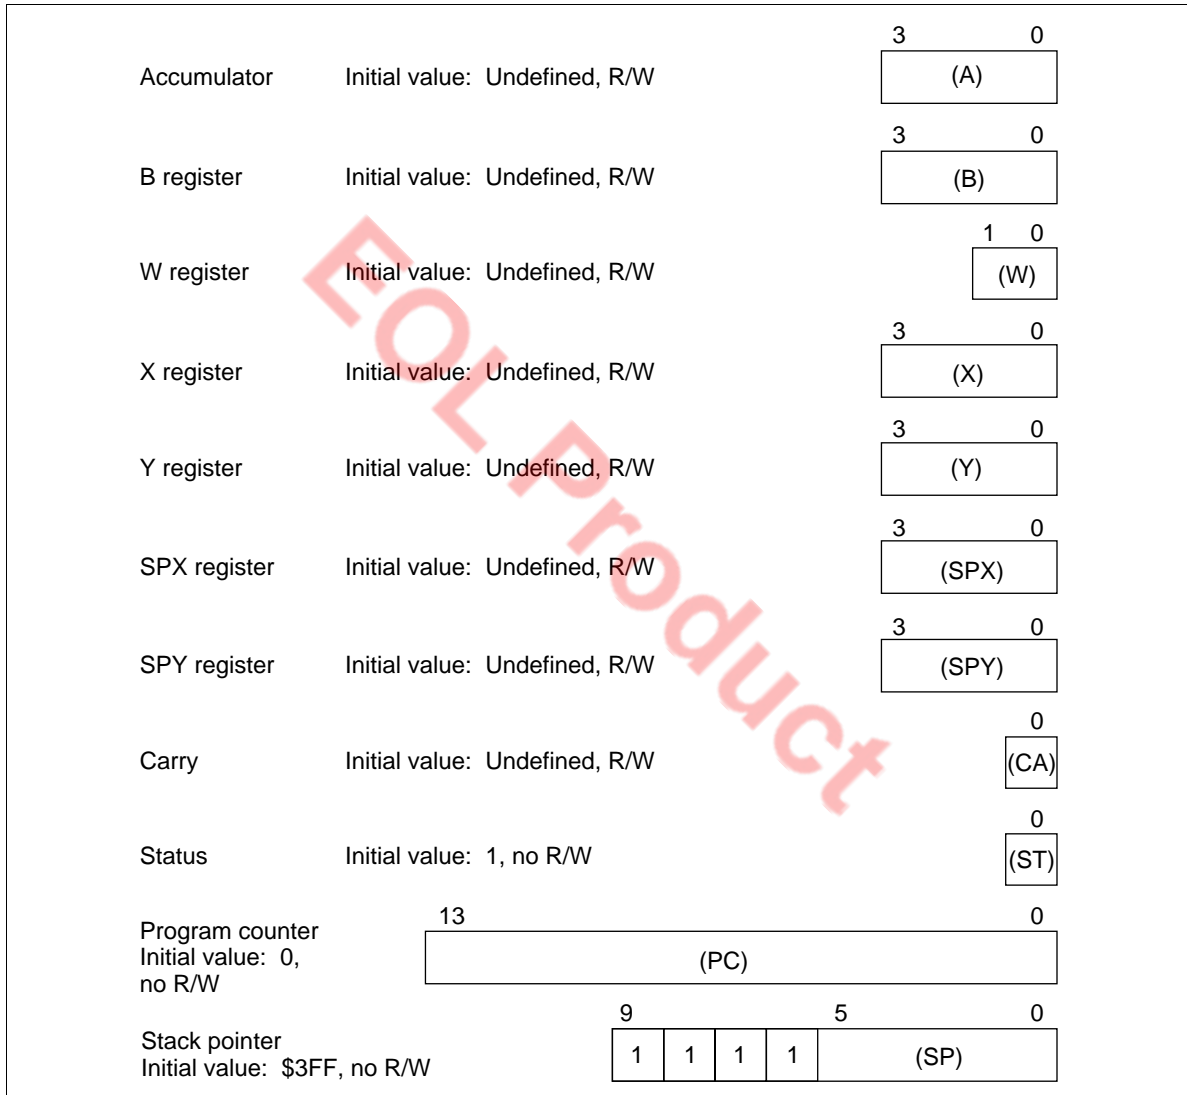 3 0
Accumulator Initial value: Undefined, R/W (A)
3 0
B register Initial value: Undefined, R/W (B)
1 0
W register Initial value: Undefined, R/W (W)
3 0
X register Initial value: Undefined, R/W (X)
3 0
Y register Initial value: Undefined, R/W (Y)
3 0
SPX register Initial value: Undefined, R/W (SPX)
3 0
SPY register Initial value: Undefined, R/W (SPY)
0
Carry Initial value: Undefined, R/W (CA)
0
Status Initial value: 1, no R/W (ST)
13 0
Program counter
Initial value: 0, (PC)
no R/W
9 5 0
Stack pointer
1 1 1 1 (SP)
Initial value: $3FF, no R/W
EOL Product